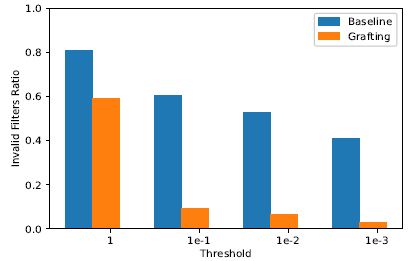 Invalid Filters Ratio
1.0
0.8
0.6
0.4
0.2
0.0
Baseline
Grafting
1 1e-1 1e-2 1e-3
Threshold